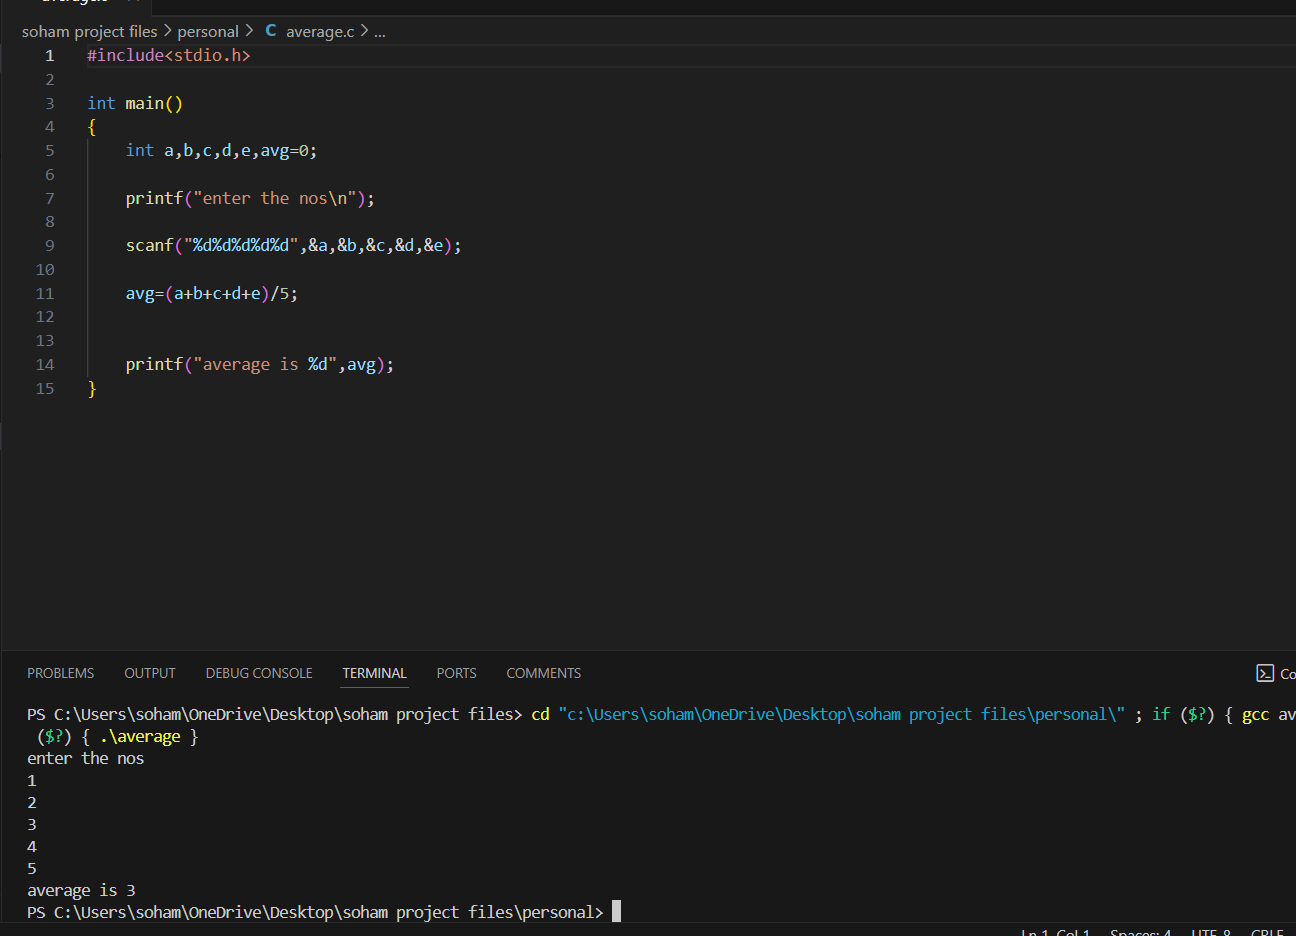 soham project files > personal > C average.c > ...
1 #include<stdio.h>
2
3 int main()
4 {
5 int a,b,c,d,e,avg=0;
6
7 printf("enter the nos\n");
8
9 scanf("%d%d%d%d%d",&a,&b,&c,&d,&e);
10
11 avg=(a+b+c+d+e)/5;
12
13
14 printf("average is %d",avg);
15 }
PROBLEMS OUTPUT DEBUG CONSOLE TERMINAL PORTS COMMENTS
PS C:\Users\soham\OneDrive\Desktop\soham project files> cd "c:\Users\soham\OneDrive\Desktop\soham project files\personal\" ; if ($?) { gcc av
($?) { .\average }
enter the nos
1
2
3
4
5
average is 3
PS C:\Users\soham\OneDrive\Desktop\soham project files\personal>
Ln 1, Col 1 Spaces: 4 UTF-8 CRLF